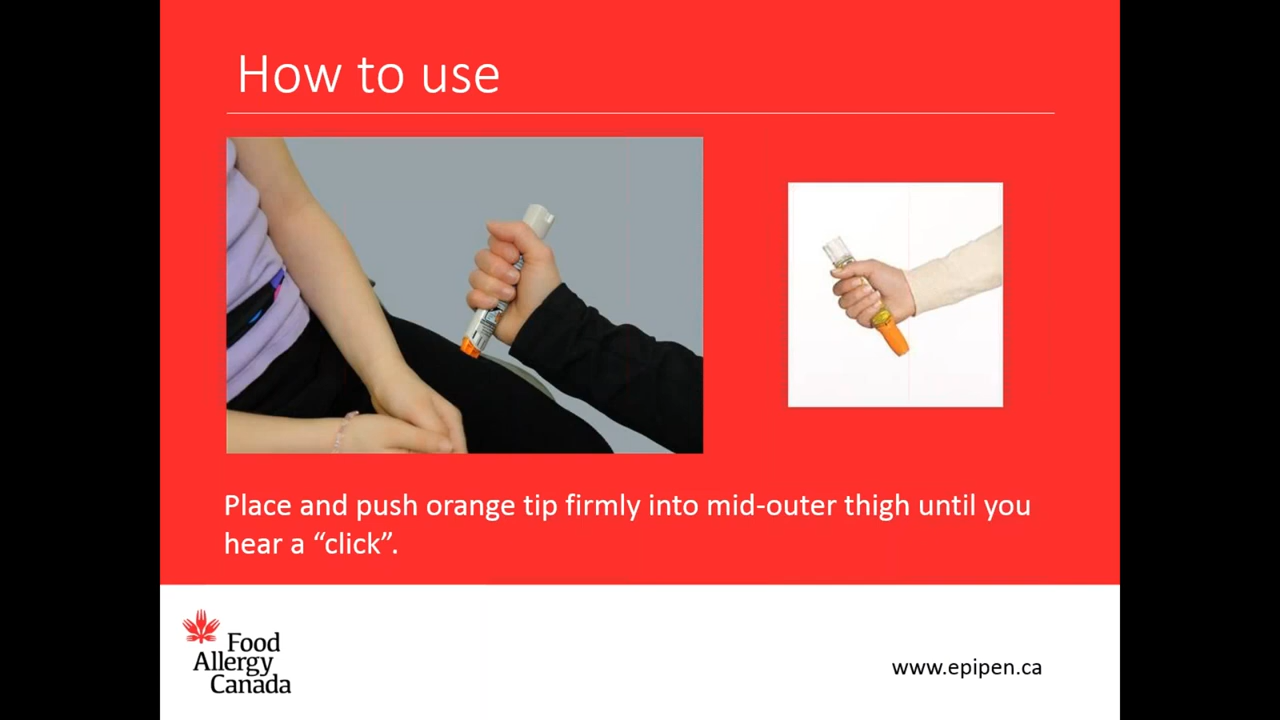 How to use
Place and push orange tip firmly into mid-outer thigh until you
hear a “click”.
Food
Allergy
Canada
www.epipen.ca